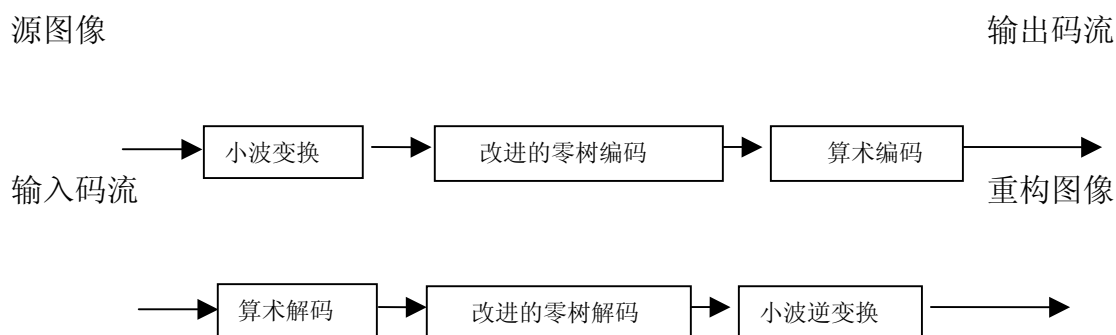 源图像 输出码流
小波变换 改进的零树编码 算术编码
输入码流 重构图像
算术解码 改进的零树解码 小波逆变换